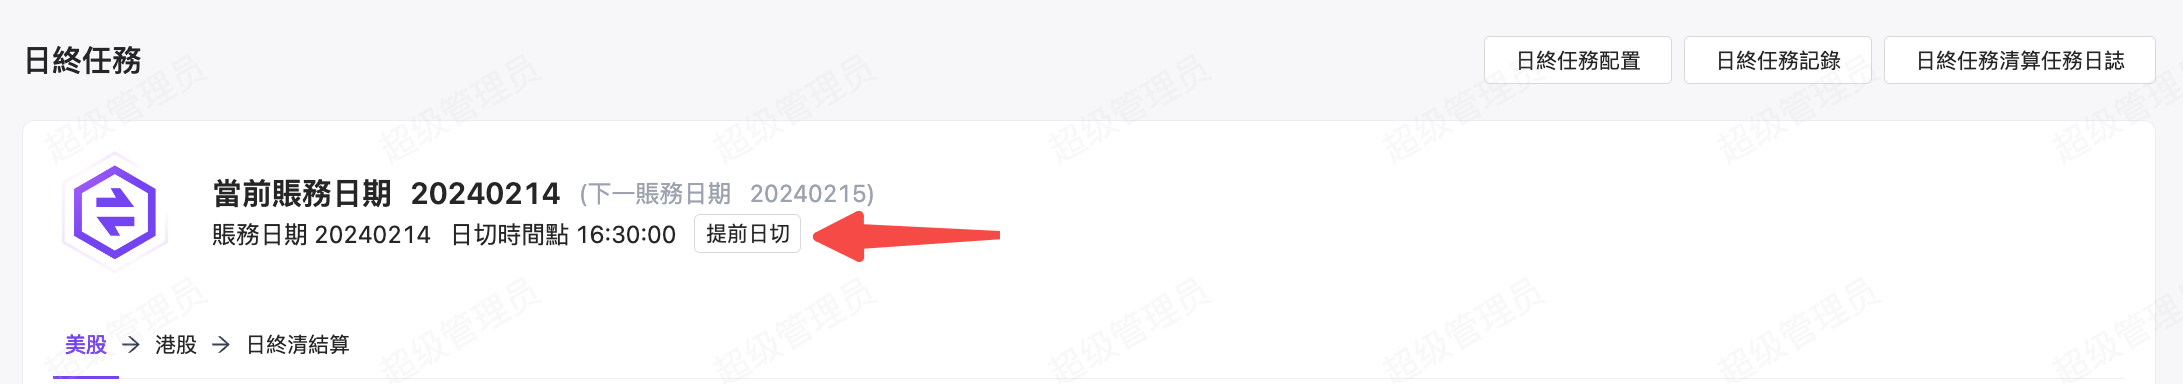 日終任務
日終任務配置
日終任務記錄
日終任務清算任務日誌
當前賬務日期 20240214 (下一賬務日期 20240215)
賬務日期 20240214 日切時間點 16:30:00 提前日切
美股 → 港股 → 日終清結算
超级管理员
超级管理员
超级管理员
超级管理员
超级管理员
超级管理员
超级管理员
超级管理员
超级管理员
超级管理员
超级管理员
超级管理员
超级管理员
超级管理员